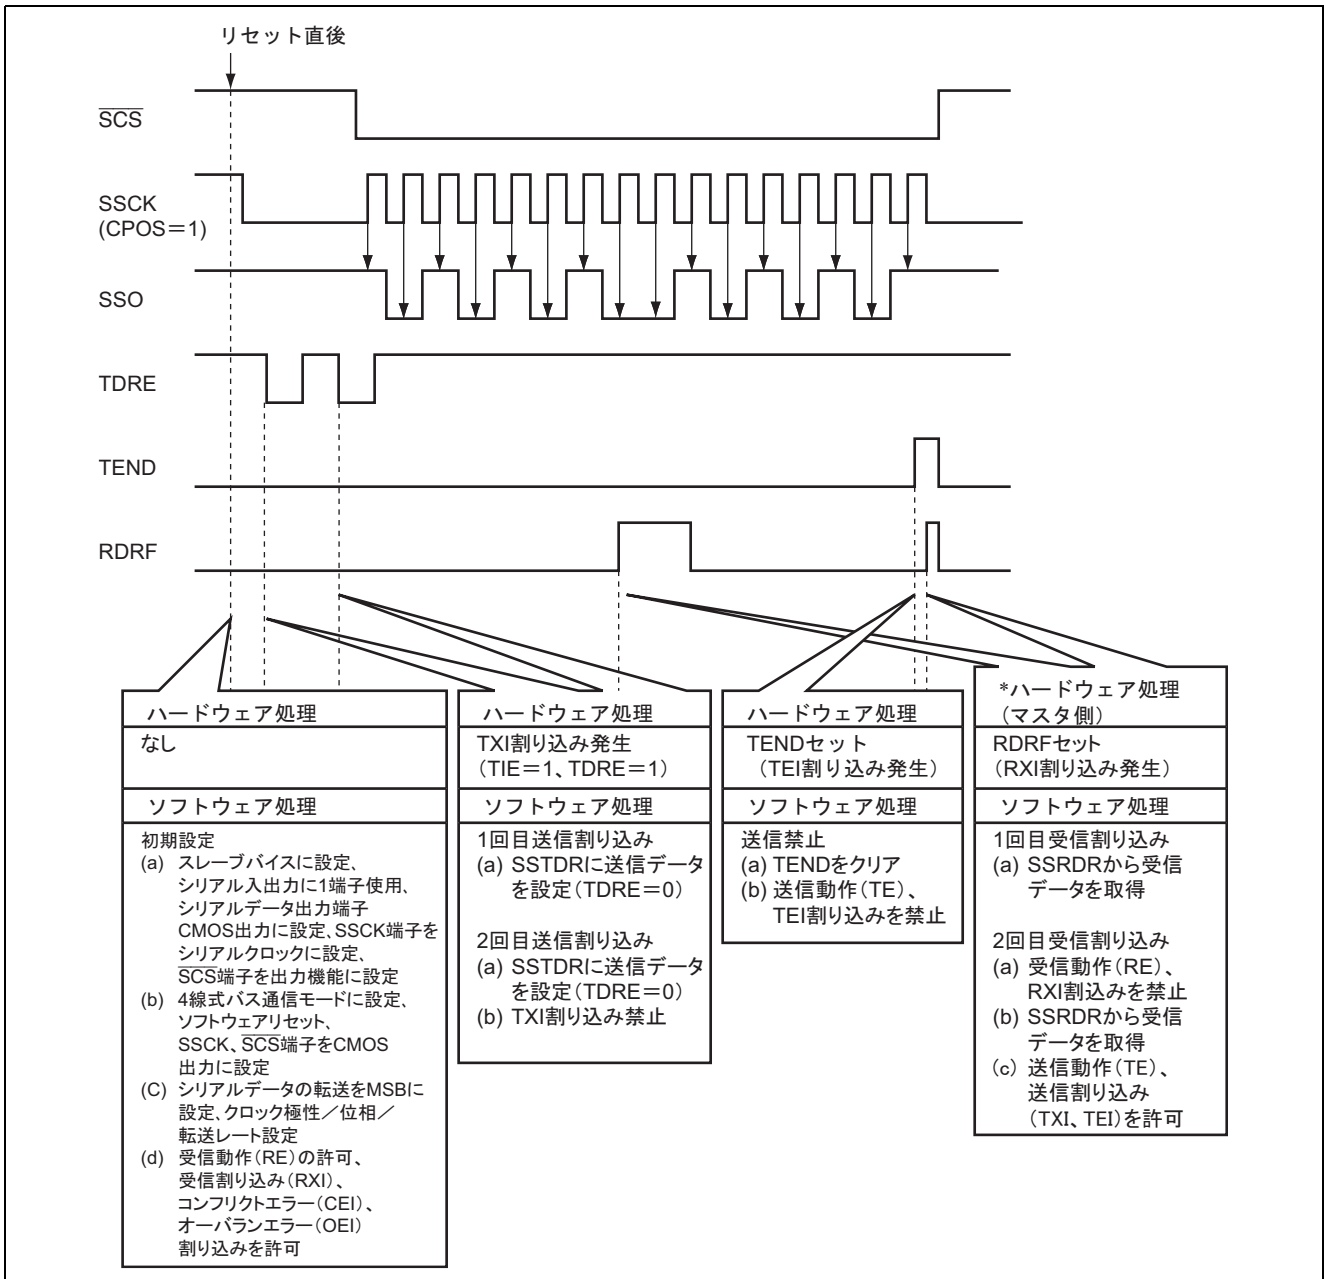 リセット直後
SCS
SSCK
(CPOS＝1)
SSO
TDRE
TEND
RDRF
ハードウェア処理
なし
ソフトウェア処理
初期設定
(a) スレーブバイスに設定、
シリアル入出力に1端子使用、
シリアルデータ出力端子
CMOS出力に設定、SSCK端子を
シリアルクロックに設定、
SCS端子を出力機能に設定
(b) 4線式バス通信モードに設定、
ソフトウェアリセット、
SSCK、SCS端子をCMOS
出力に設定
(C) シリアルデータの転送をMSBに
設定、クロック極性／位相／
転送レート設定
(d) 受信動作（RE）の許可、
受信割り込み（RXI）、
コンフリクトエラー（CEI）、
オーバランエラー（OEI）
割り込みを許可
ハードウェア処理
TXI割り込み発生
（TIE＝1、TDRE＝1）
ソフトウェア処理
1回目送信割り込み
(a) SSTDRに送信データ
を設定（TDRE＝0）
2回目送信割り込み
(a) SSTDRに送信データ
を設定（TDRE＝0）
(b) TXI割り込み禁止
ハードウェア処理
TENDセット
（TEI割り込み発生）
ソフトウェア処理
送信禁止
(a) TENDをクリア
(b) 送信動作（TE）、
TEI割り込みを禁止
*ハードウェア処理
（マスタ側）
RDRFセット
（RXI割り込み発生）
ソフトウェア処理
1回目受信割り込み
(a) SSRDRから受信
データを取得
2回目受信割り込み
(a) 受信動作（RE）、
RXI割込みを禁止
(b) SSRDRから受信
データを取得
（c） 送信動作（TE）、
送信割り込み
（TXI、TEI）を許可